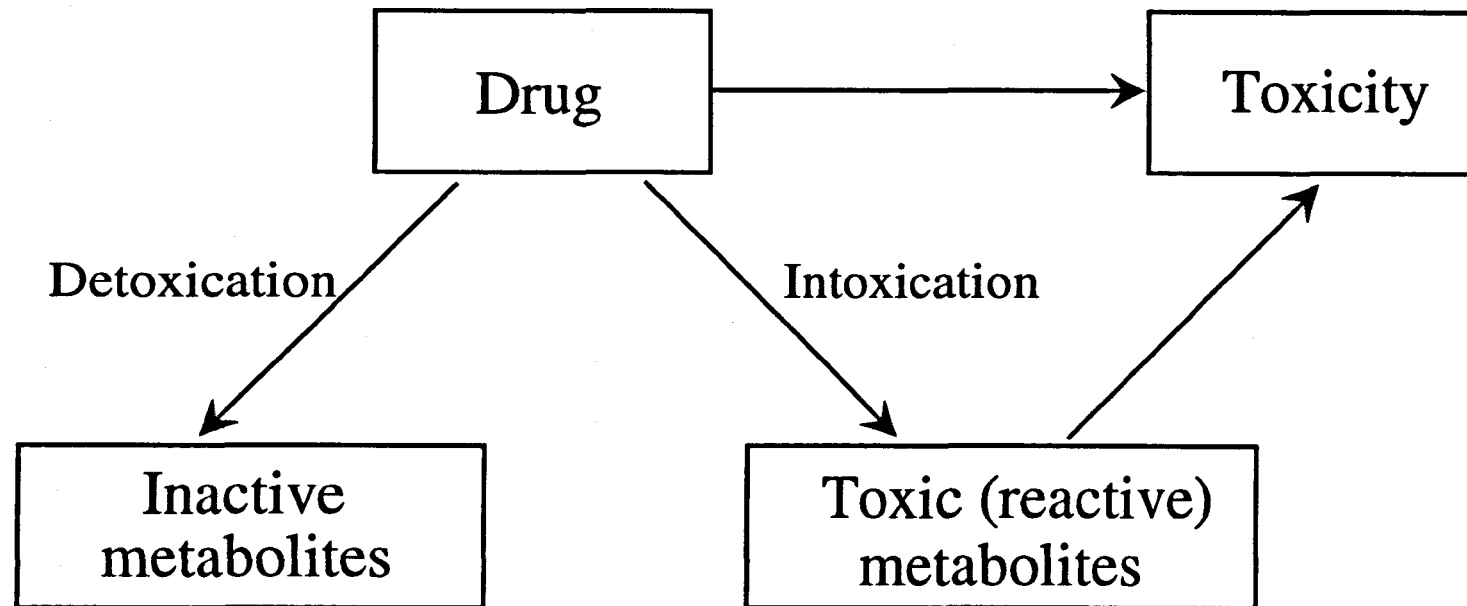 Drug
Toxicity
Detoxication
Intoxication
Inactive
metabolites
Toxic (reactive)
metabolites